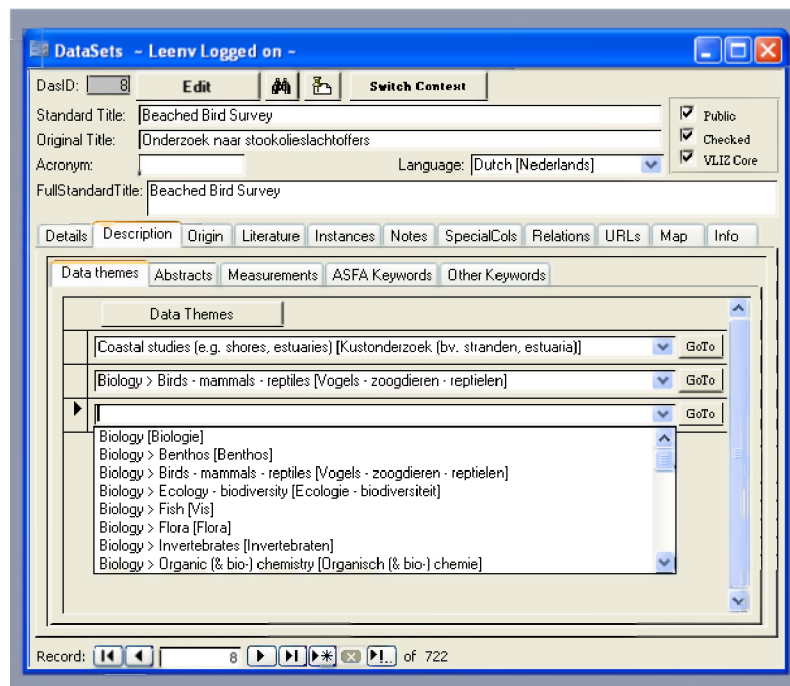 DataSets ~ Leenv Logged on ~
DasID: 8 Edit Switch Context
Standard Title: Beached Bird Survey Public
Original Title: Onderzoek naar stookolieslachtoffers Checked
Acronym: Language: Dutch [Nederlands] VLIZ Core
FullStandardTitle: Beached Bird Survey
Details Description Origin Literature Instances Notes SpecialCols Relations URLs Map Info
Data themes Abstracts Measurements ASFA Keywords Other Keywords
Data Themes
Coastal studies (e.g. shores, estuaries) [Kustonderzoek (bv. stranden, estuaria)] GoTo
Biology > Birds - mammals - reptiles [Vogels - zoogdieren - reptielen] GoTo
GoTo
Biology [Biologie]
Biology > Benthos [Benthos]
Biology > Birds - mammals - reptiles [Vogels - zoogdieren - reptielen]
Biology > Ecology - biodiversity [Ecologie - biodiversiteit]
Biology > Fish [Vis]
Biology > Flora [Flora]
Biology > Invertebrates [Invertebraten]
Biology > Organic (& bio-) chemistry [Organisch (& bio-) chemie]
Record: 8 of 722